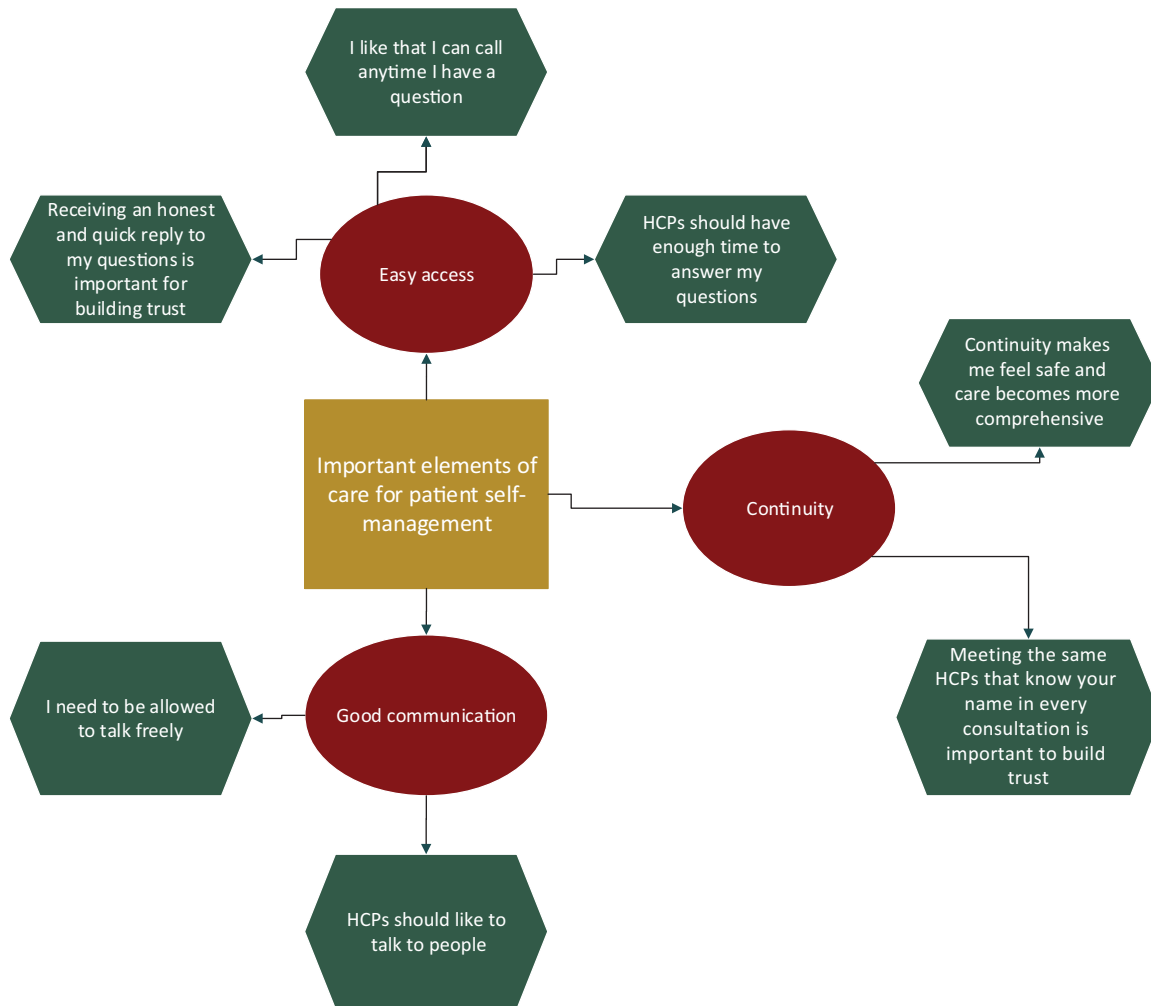 I like that I can call
anytime I have a
question
Receiving an honest
and quick reply to
my questions is
important for
building trust
Easy access
HCPs should have
enough time to
answer my
questions
Continuity makes
me feel safe and
care becomes more
comprehensive
Important elements of
care for patient self-
management
Continuity
Meeting the same
HCPs that know your
name in every
consultation is
important to build
trust
I need to be allowed
to talk freely
Good communication
HCPs should like to
talk to people